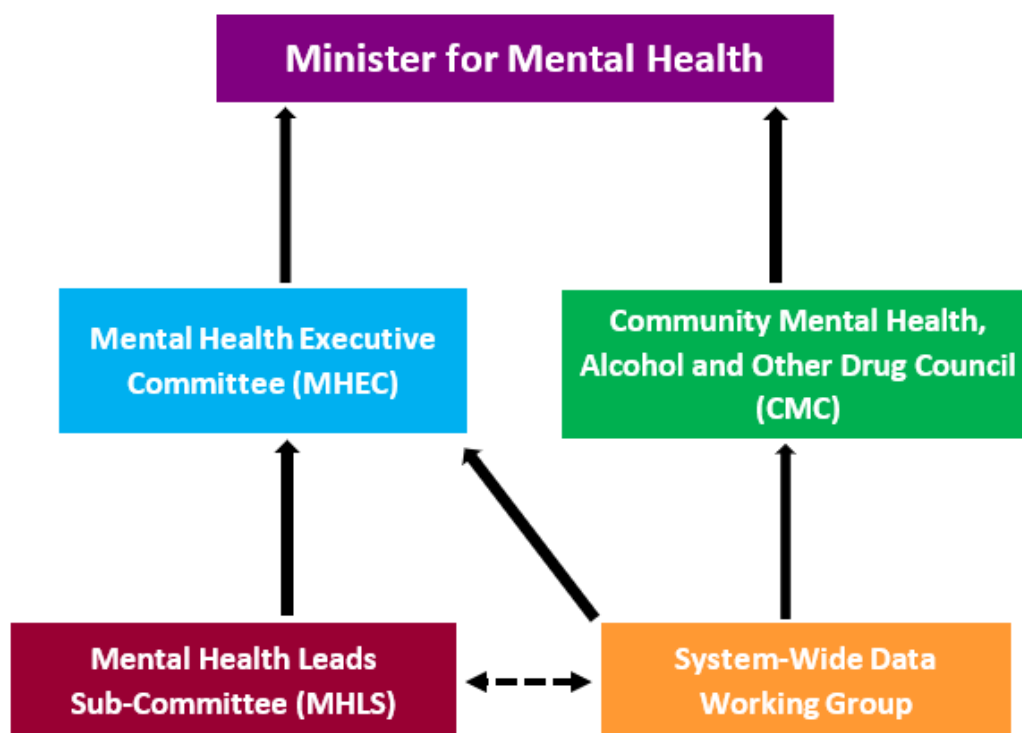 Minister for Mental Health
Mental Health Executive
Committee (MHEC)
Community Mental Health,
Alcohol and Other Drug Council
(CMC)
Mental Health Leads
Sub-Committee (MHLS)
System-Wide Data
Working Group